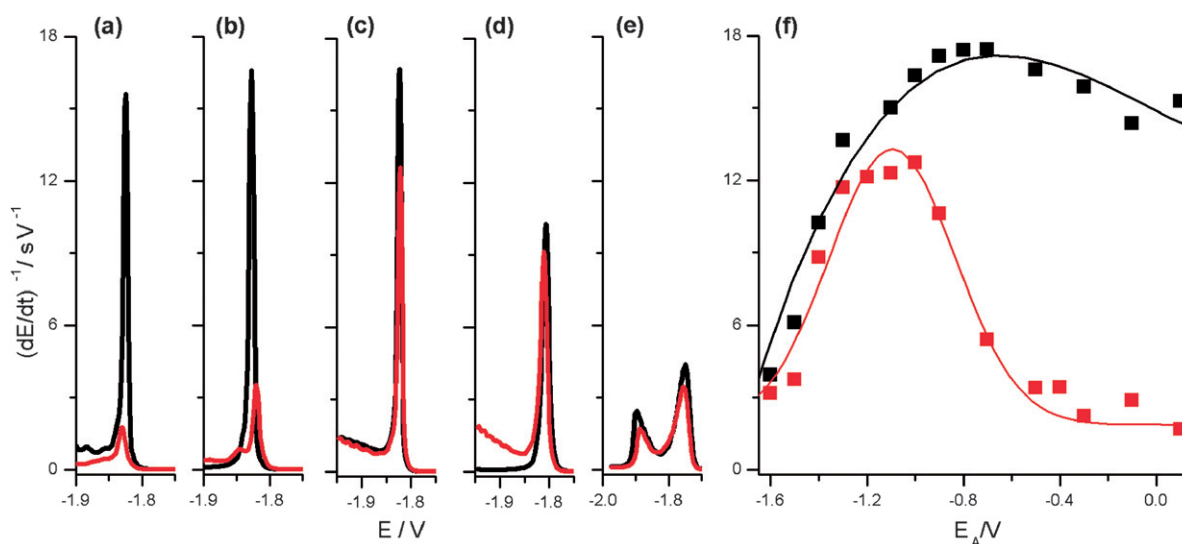 (a) (b) (c) (d) (e) (f)
18 18
12 12
6 6
0 0
(dE/dt)⁻¹ / s V⁻¹
-1.9 -1.8 -1.9 -1.8 -1.9 -1.8 -1.9 -1.8 -2.0 -1.8 -1.6 -1.2 -0.8 -0.4 0.0
E / V E_A/V